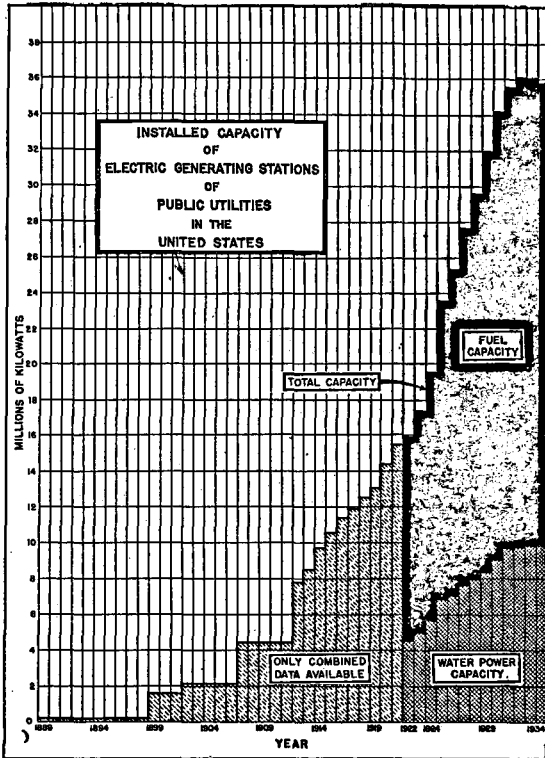 38
36
34
32
30
28
26
24
22
20
18
16
14
12
10
8
6
4
2
0
MILLIONS OF KILOWATTS
INSTALLED CAPACITY
OF
ELECTRIC GENERATING STATIONS
OF
PUBLIC UTILITIES
IN THE
UNITED STATES
FUEL
CAPACITY
TOTAL CAPACITY
ONLY COMBINED
DATA AVAILABLE
WATER POWER
CAPACITY.
1889 1894 1899 1904 1909 1914 1919 1922 1924 1929 1934
YEAR